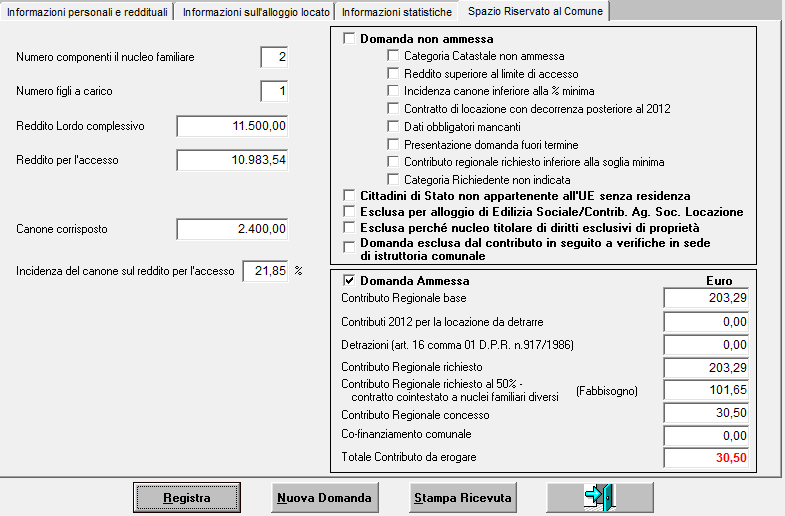 Informazioni personali e reddituali
Informazioni sull'alloggio locato
Informazioni statistiche
Spazio Riservato al Comune
Numero componenti il nucleo familiare 2
Numero figli a carico 1
Reddito Lordo complessivo 11.500,00
Reddito per l'accesso 10.983,54
Canone corrisposto 2.400,00
Incidenza del canone sul reddito per l'accesso 21,85 %
Domanda non ammessa
Categoria Catastale non ammessa
Reddito superiore al limite di accesso
Incidenza canone inferiore alla % minima
Contratto di locazione con decorrenza posteriore al 2012
Dati obbligatori mancanti
Presentazione domanda fuori termine
Contributo regionale richiesto inferiore alla soglia minima
Categoria Richiedente non indicata
Cittadini di Stato non appartenente all'UE senza residenza
Esclusa per alloggio di Edilizia Sociale/Contrib. Ag. Soc. Locazione
Esclusa perché nucleo titolare di diritti esclusivi di proprietà
Domanda esclusa dal contributo in seguito a verifiche in sede
di istruttoria comunale
Domanda Ammessa Euro
Contributo Regionale base 203,29
Contributi 2012 per la locazione da detrarre 0,00
Detrazioni (art. 16 comma 01 D.P.R. n.917/1986) 0,00
Contributo Regionale richiesto 203,29
Contributo Regionale richiesto al 50% -
contratto cointestato a nuclei familiari diversi (Fabbisogno) 101,65
Contributo Regionale concesso 30,50
Co-finanziamento comunale 0,00
Totale Contributo da erogare 30,50
Registra
Nuova Domanda
Stampa Ricevuta